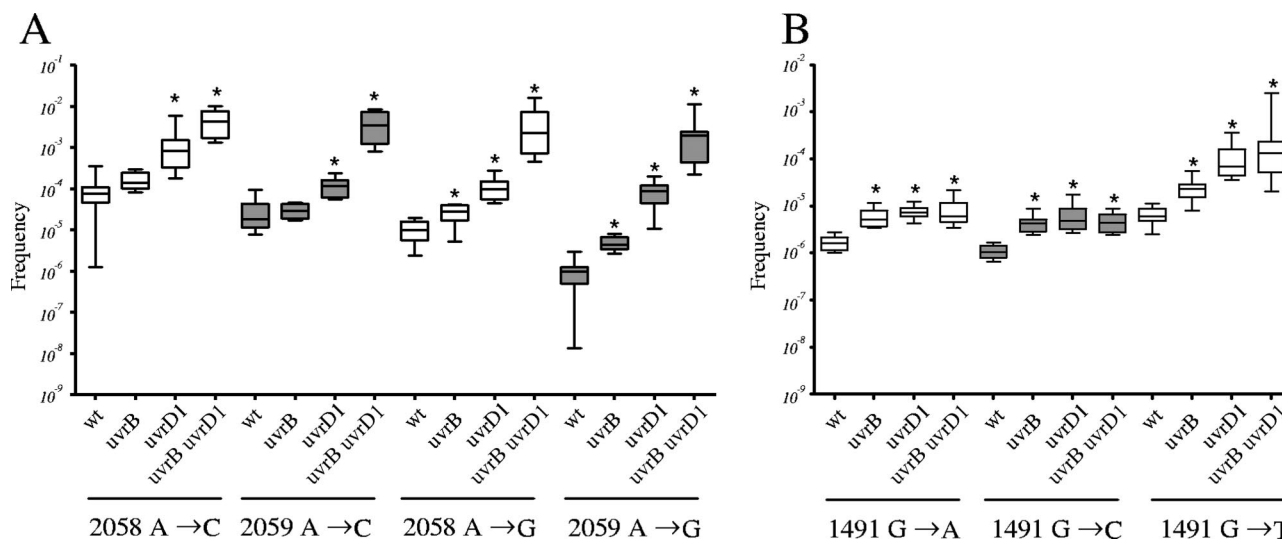 A
B
Frequency
10-1
10-2
10-3
10-4
10-5
10-6
10-7
10-8
10-9
* * * * * * * * *
wt uvrB uvrD1 uvrB uvrD1 wt uvrB uvrD1 uvrB uvrD1 wt uvrB uvrD1 uvrB uvrD1 wt uvrB uvrD1 uvrB uvrD1
2058 A →C 2059 A →C 2058 A →G 2059 A →G
Frequency
10-2
10-3
10-4
10-5
10-6
10-7
10-8
10-9
* * * * * * * * *
wt uvrB uvrD1 uvrB uvrD1 wt uvrB uvrD1 uvrB uvrD1 wt uvrB uvrD1 uvrB uvrD1
1491 G →A 1491 G →C 1491 G →T